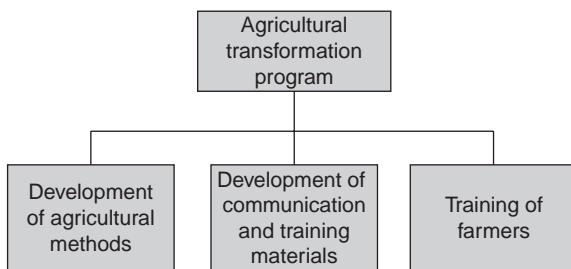 Agricultural
transformation
program
Development
of agricultural
methods
Development of
communication
and training
materials
Training of
farmers